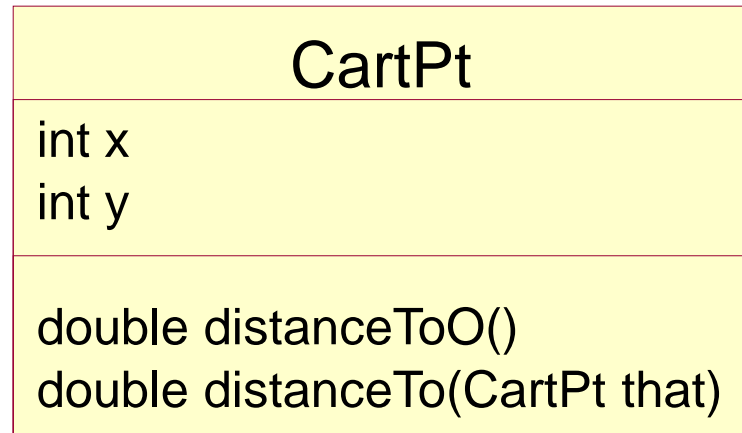 CartPt
int x
int y
double distanceToO()
double distanceTo(CartPt that)